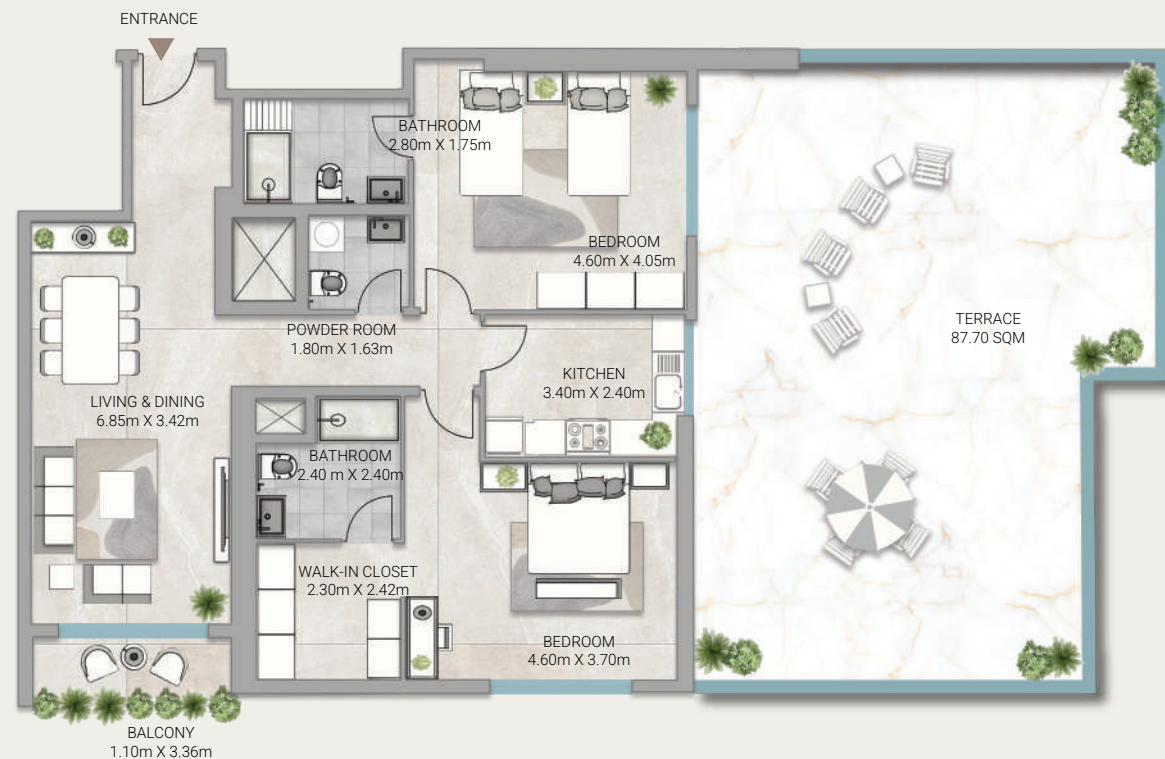 ENTRANCE
BATHROOM
2.80m X 1.75m
BEDROOM
4.60m X 4.05m
POWDER ROOM
1.80m X 1.63m
TERRACE
87.70 SQM
KITCHEN
3.40m X 2.40m
LIVING & DINING
6.85m X 3.42m
BATHROOM
2.40 m X 2.40m
WALK-IN CLOSET
2.30m X 2.42m
BEDROOM
4.60m X 3.70m
BALCONY
1.10m X 3.36m